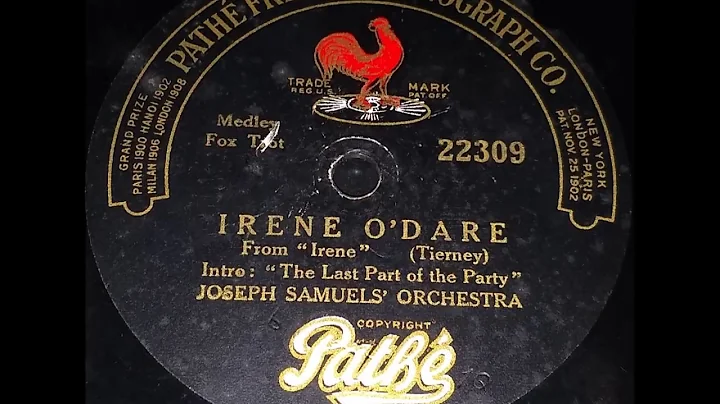 PATHÉ FRÈRES PHONOGRAPH CO.
GRAND PRIZE
PARIS 1900 HANOI 1902
MILAN 1906 LONDON 1908
TRADE MARK
REG. U.S. PAT. OFF.
NEW YORK
LONDON-PARIS
PAT. NOV. 25, 1902
Medley
Fox Trot
22309
IRENE O'DARE
From "Irene" (Tierney)
Intro: "The Last Part of the Party"
JOSEPH SAMUELS' ORCHESTRA
COPYRIGHT
Pathé